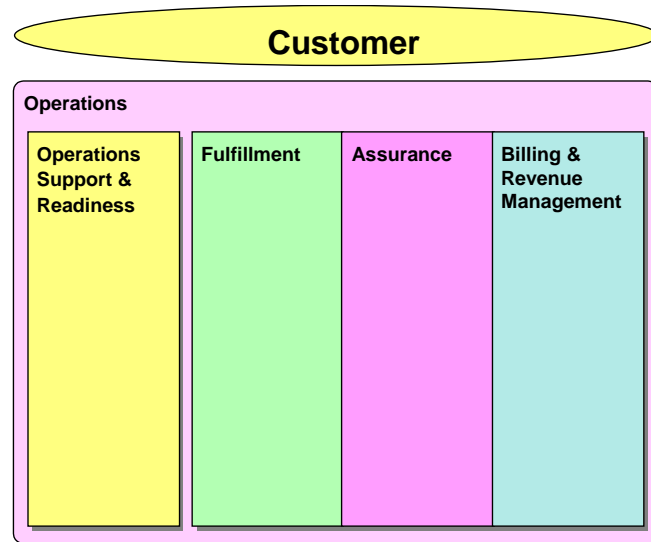 Customer
Operations
Operations
Support &
Readiness
Fulfillment
Assurance
Billing &
Revenue
Management